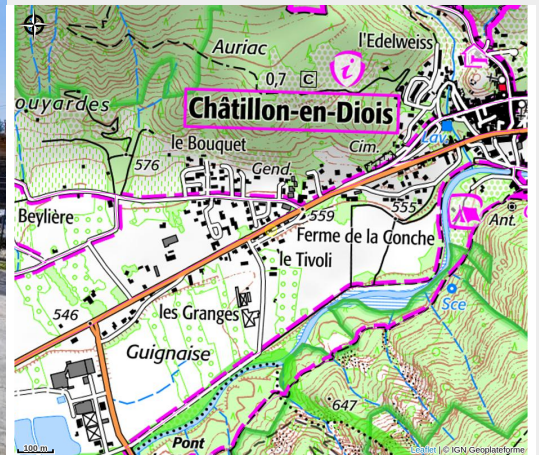 Auriac
l'Edelweiss
0,7 C
ouyardes
Châtillon-en-Diois
Lav.
le Bouquet
Cim.
576
Gend.
Beylière
559
555
Ant.
Ferme de la Conche
le Tivoli
Sce
546
les Granges
Guignaise
647
Pont
100 m
Leaflet | © IGN Geoplateforme